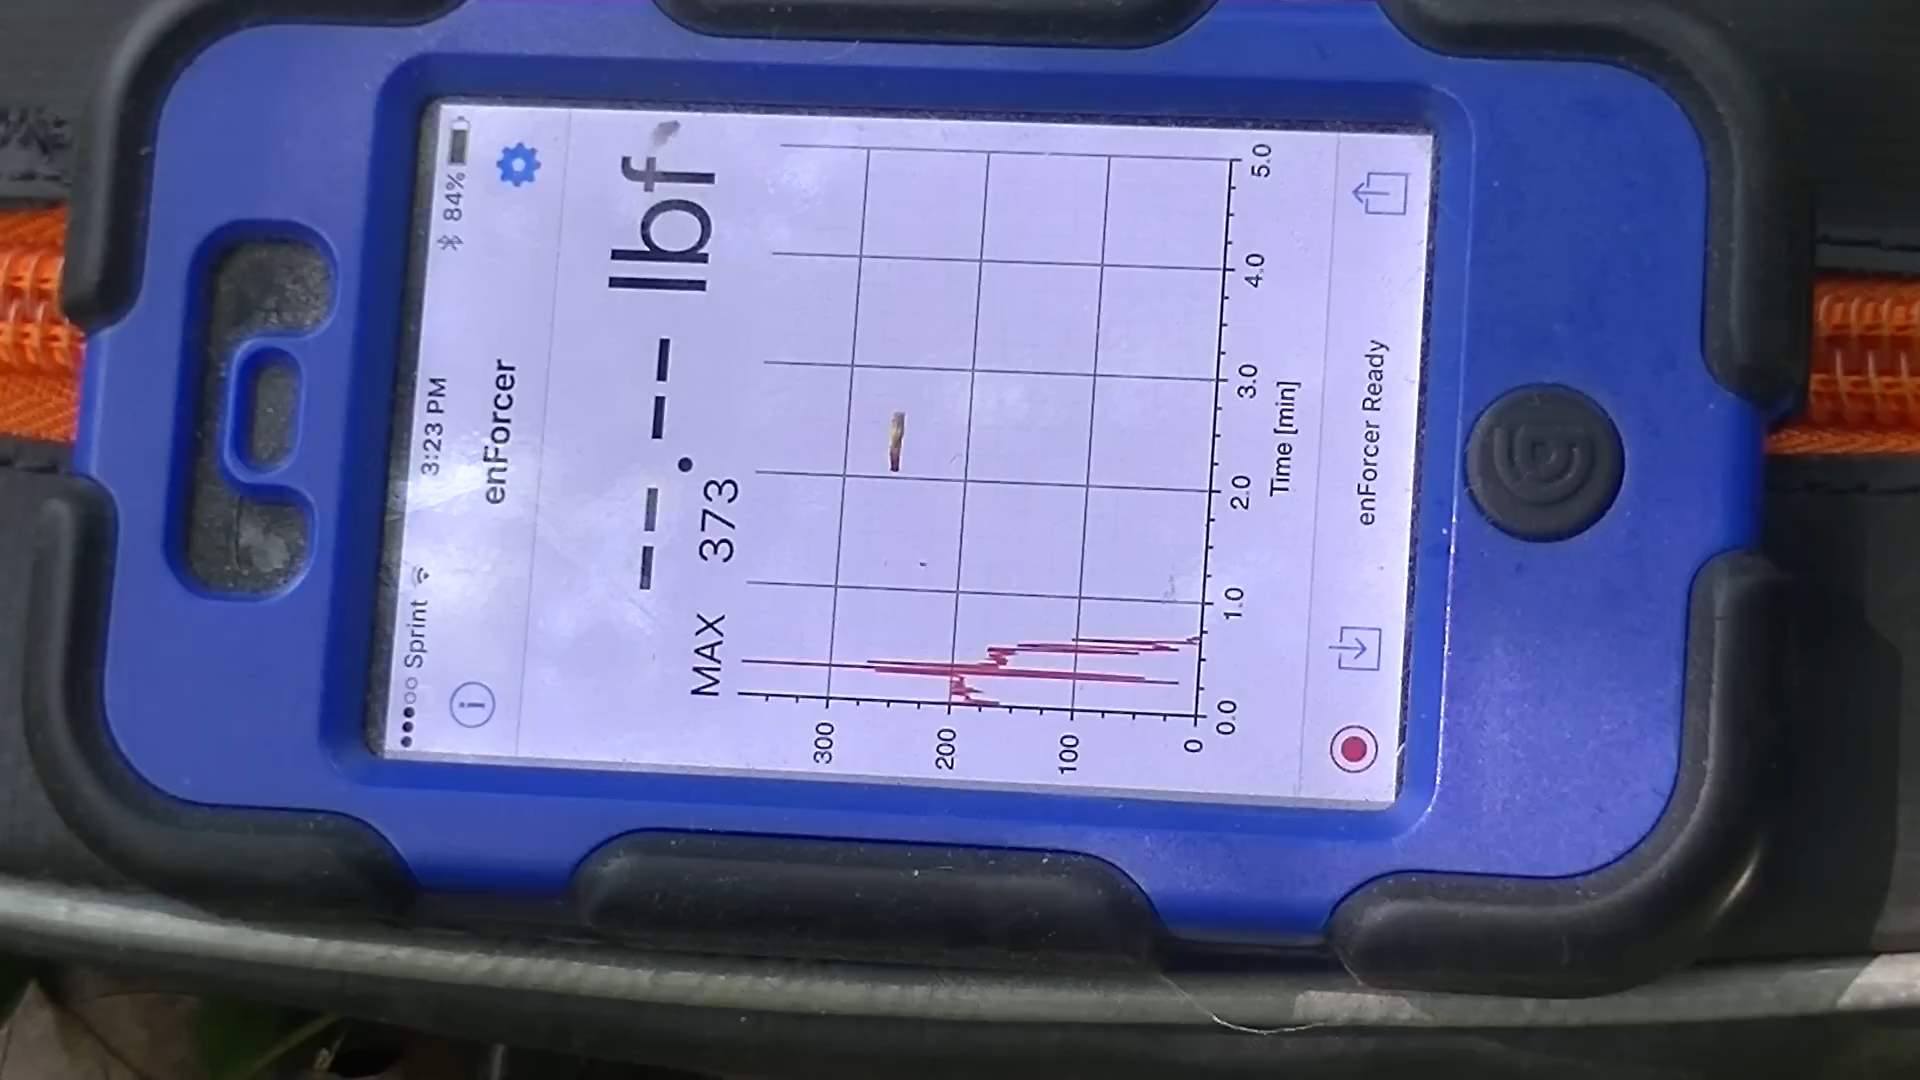 Sprint 3:23 PM 84%
enForcer
--.-- lbf
MAX 373
300
200
100
0
0.0 1.0 2.0 3.0 4.0 5.0
Time [min]
enForcer Ready